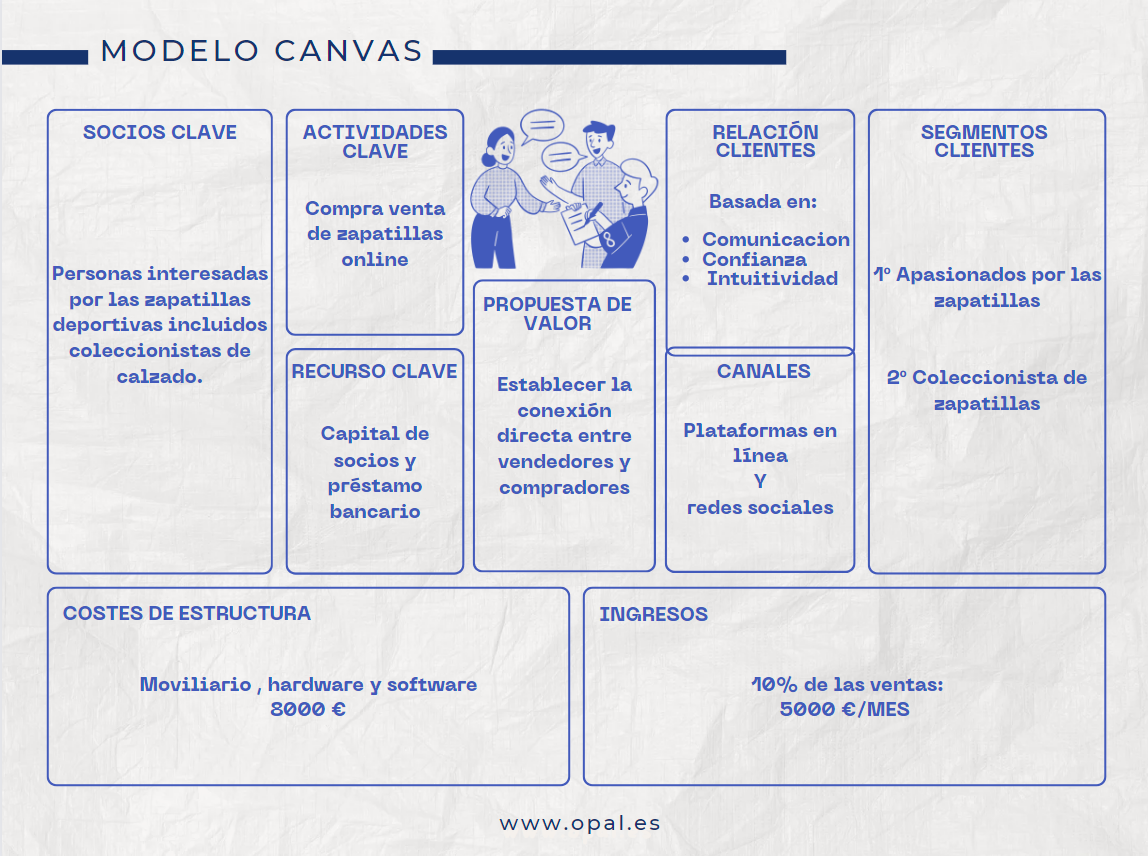 MODELO CANVAS
SOCIOS CLAVE
Personas interesadas
por las zapatillas
deportivas incluidos
coleccionistas de
calzado.
ACTIVIDADES
CLAVE
Compra venta
de zapatillas
online
RECURSO CLAVE
Capital de
socios y
préstamo
bancario
PROPUESTA DE
VALOR
Establecer la
conexión
directa entre
vendedores y
compradores
RELACIÓN
CLIENTES
Basada en:
• Comunicacion
• Confianza
• Intuitividad
CANALES
Plataformas en
línea
Y
redes sociales
SEGMENTOS
CLIENTES
1º Apasionados por las
zapatillas
2º Coleccionista de
zapatillas
COSTES DE ESTRUCTURA
Moviliario , hardware y software
8000 €
INGRESOS
10% de las ventas:
5000 €/MES
www.opal.es